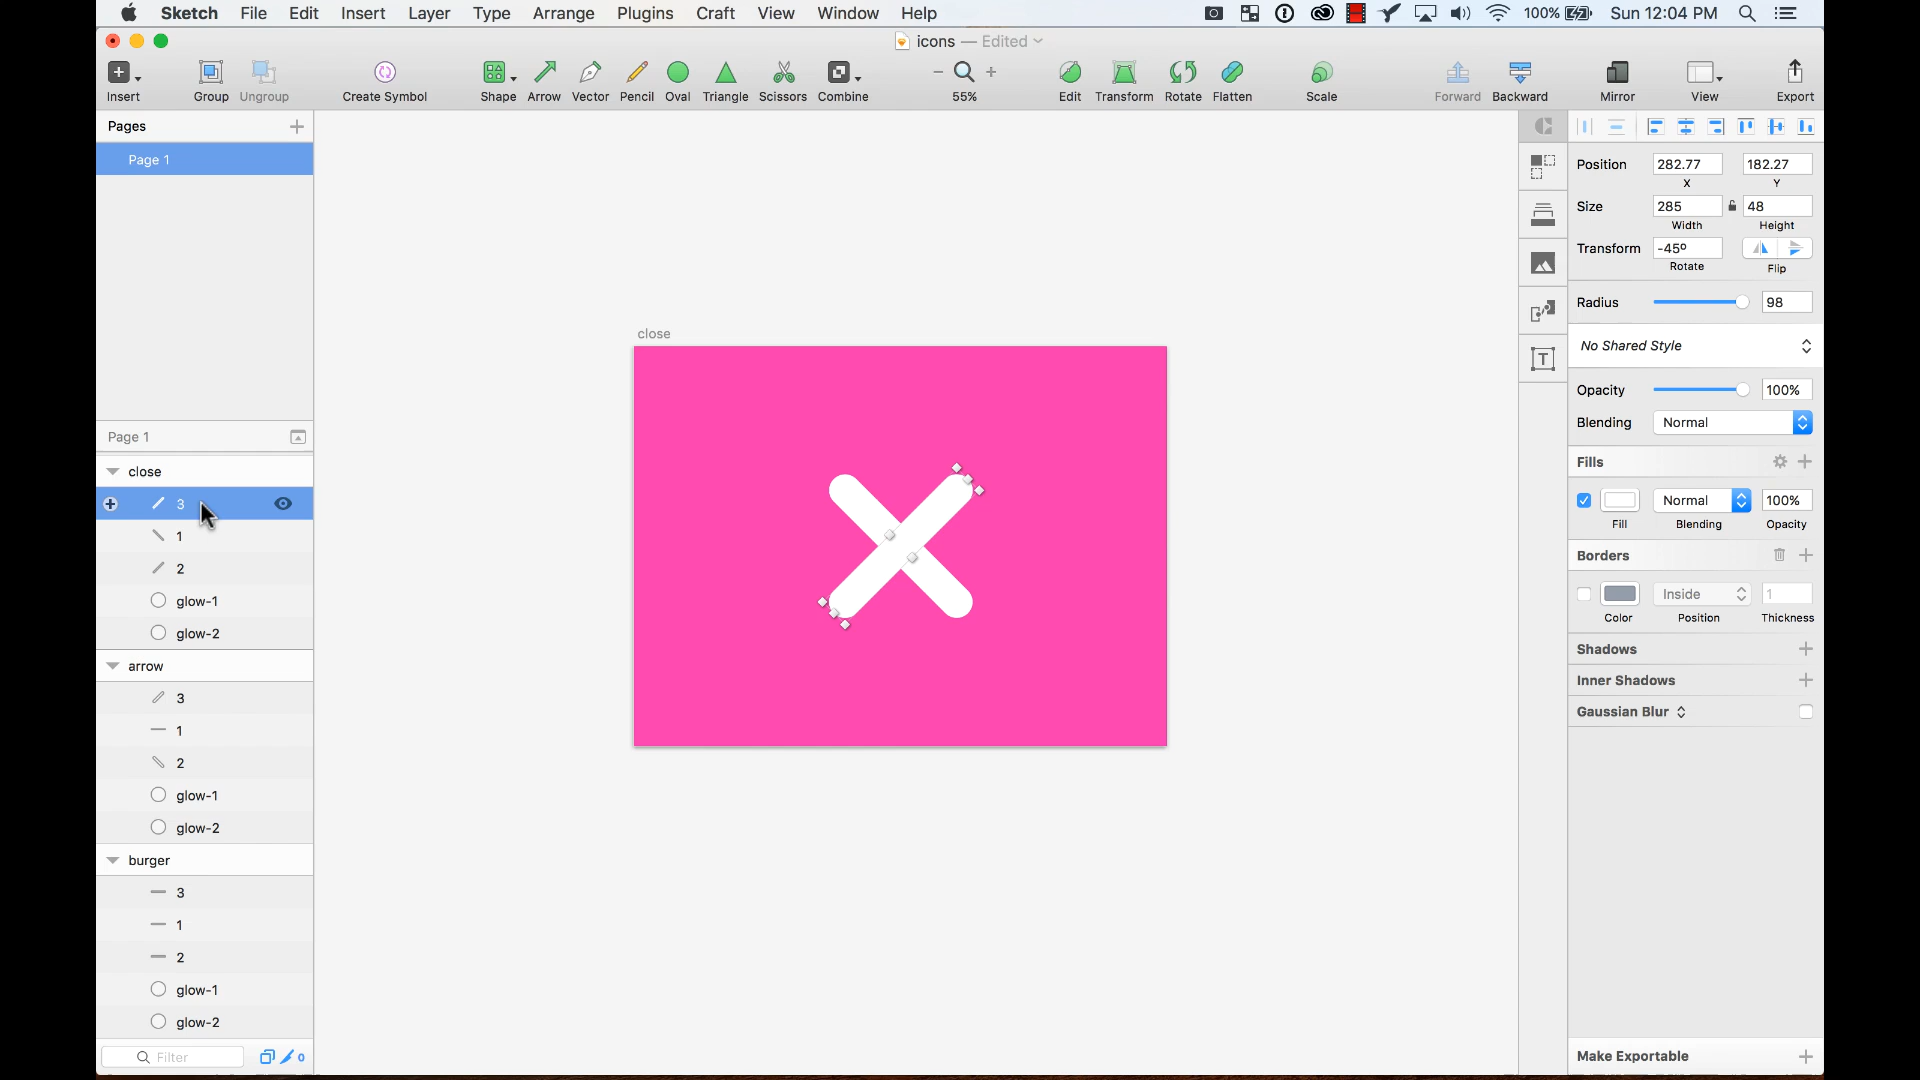 Sketch File Edit Insert Layer Type Arrange Plugins Craft View Window Help 100% Sun 12:04 PM
icons — Edited
Insert Group Ungroup Create Symbol Shape Arrow Vector Pencil Oval Triangle Scissors Combine 55% Edit Transform Rotate Flatten Scale Forward Backward Mirror View Export
Pages
Page 1
Page 1
close
3
1
2
glow-1
glow-2
arrow
3
1
2
glow-1
glow-2
burger
3
1
2
glow-1
glow-2
Filter 0
close
T
Position 282.77 182.27
X Y
Size 285 48
Width Height
Transform -45º
Rotate Flip
Radius 98
No Shared Style
Opacity 100%
Blending Normal
Fills
Normal 100%
Fill Blending Opacity
Borders
Inside 1
Color Position Thickness
Shadows
Inner Shadows
Gaussian Blur
Make Exportable